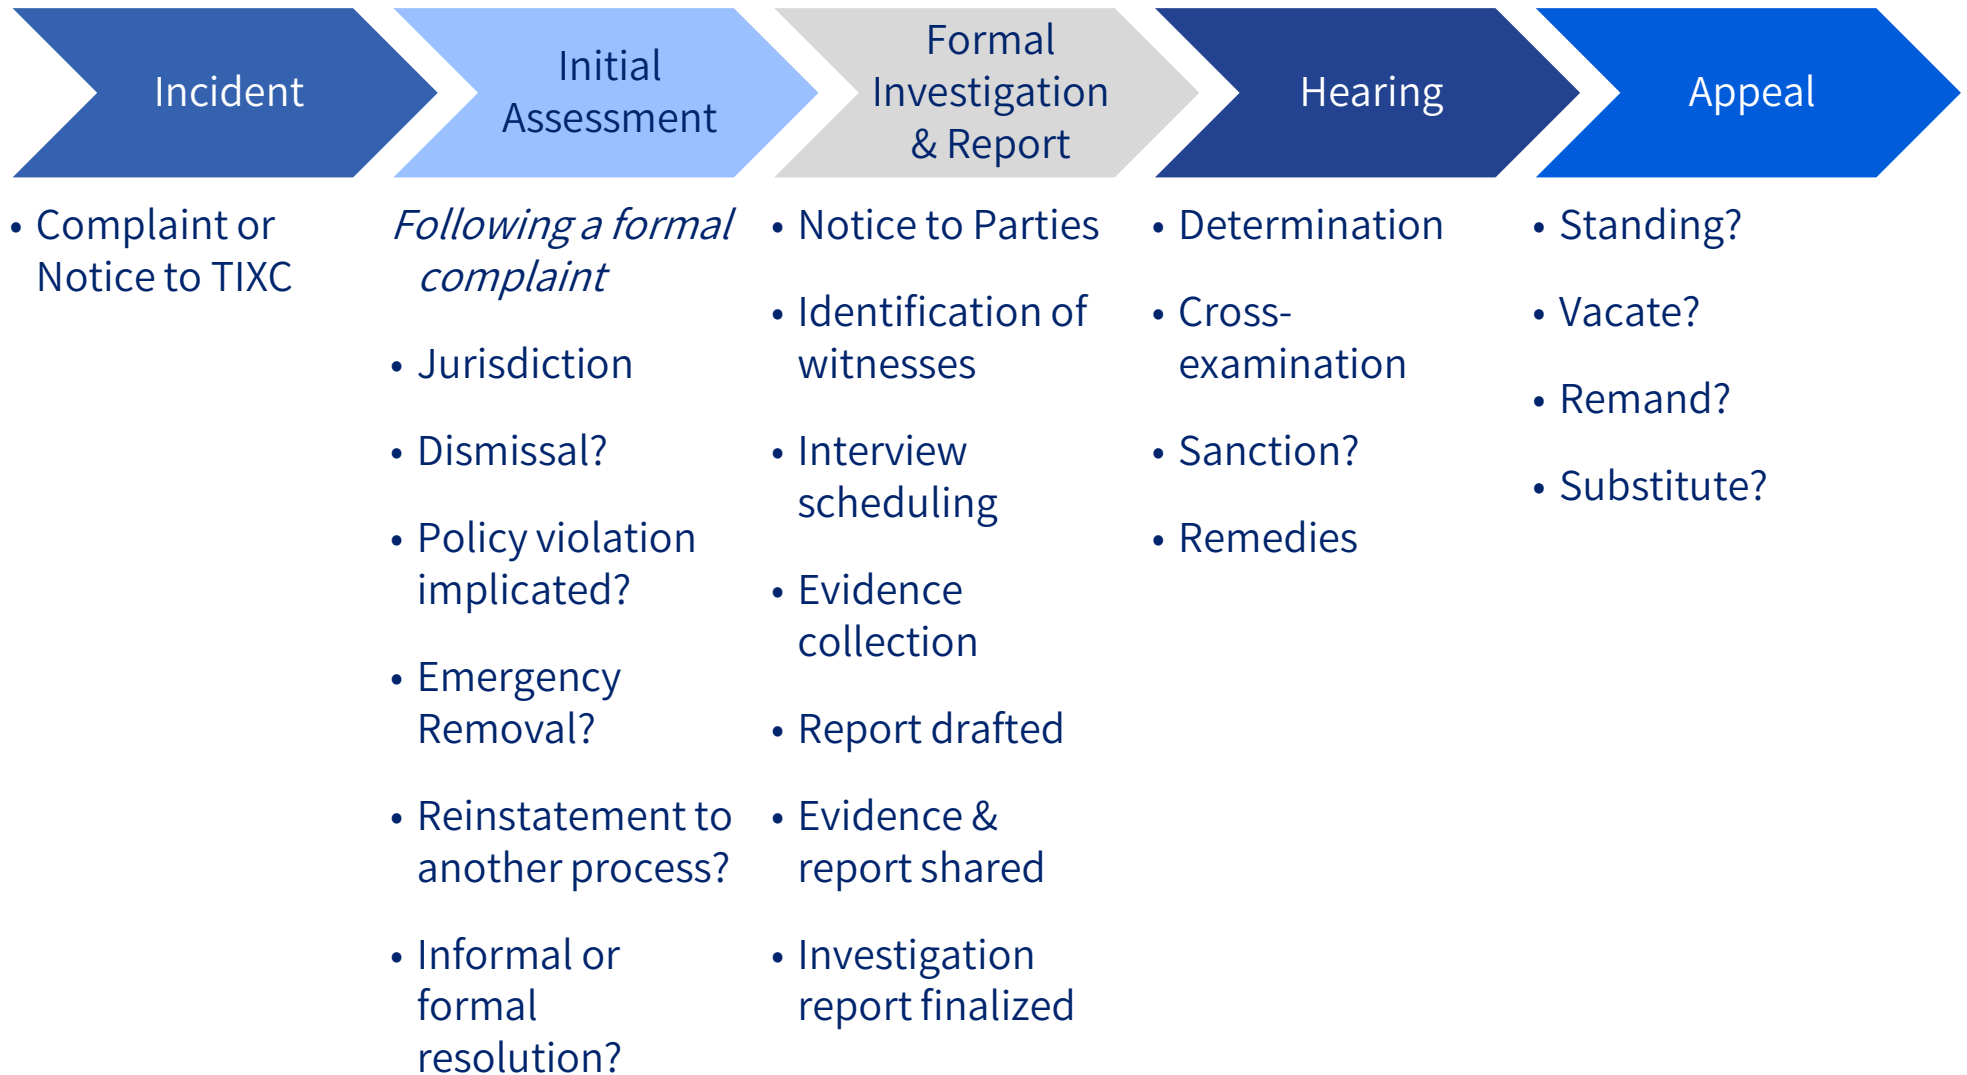 Incident
Initial
Assessment
Formal
Investigation
& Report
Hearing
Appeal
• Complaint or
Notice to TIXC
Following a formal
complaint
• Jurisdiction
• Dismissal?
• Policy violation
implicated?
• Emergency
Removal?
• Reinstatement to
another process?
• Informal or
formal
resolution?
• Notice to Parties
• Identification of
witnesses
• Interview
scheduling
• Evidence
collection
• Report drafted
• Evidence &
report shared
• Investigation
report finalized
• Determination
• Cross-
examination
• Sanction?
• Remedies
• Standing?
• Vacate?
• Remand?
• Substitute?